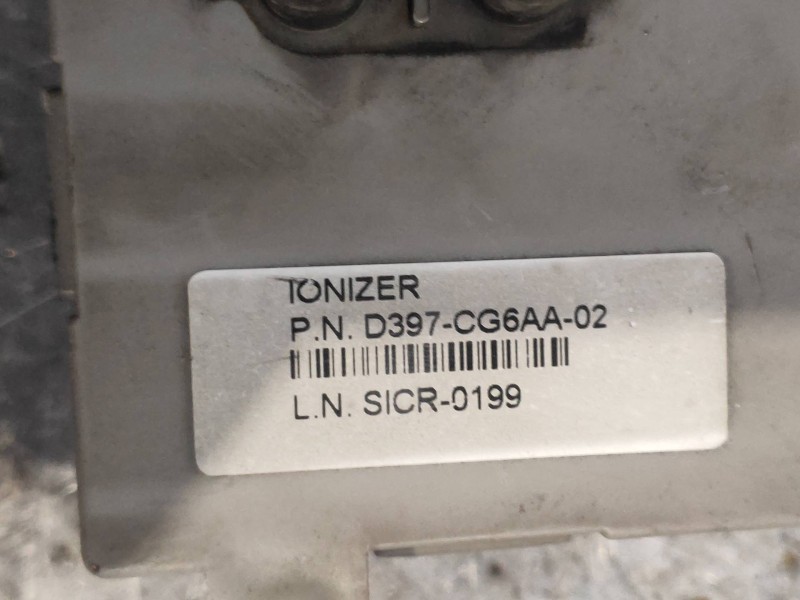 IONIZER
P.N. D397-CG6AA-02
L.N. SICR-0199